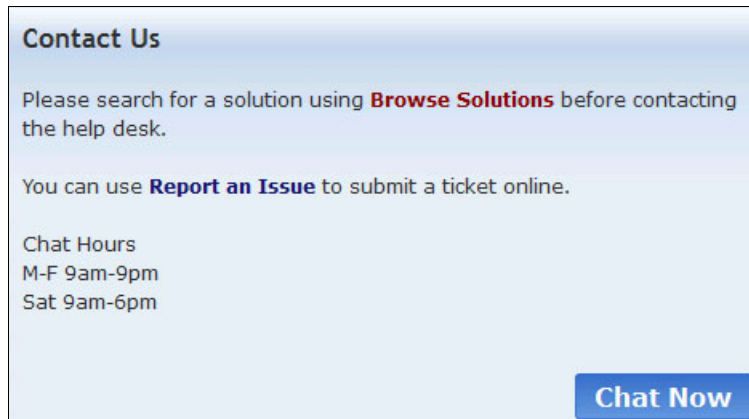 Contact Us
Please search for a solution using Browse Solutions before contacting
the help desk.
You can use Report an Issue to submit a ticket online.
Chat Hours
M-F 9am-9pm
Sat 9am-6pm
Chat Now